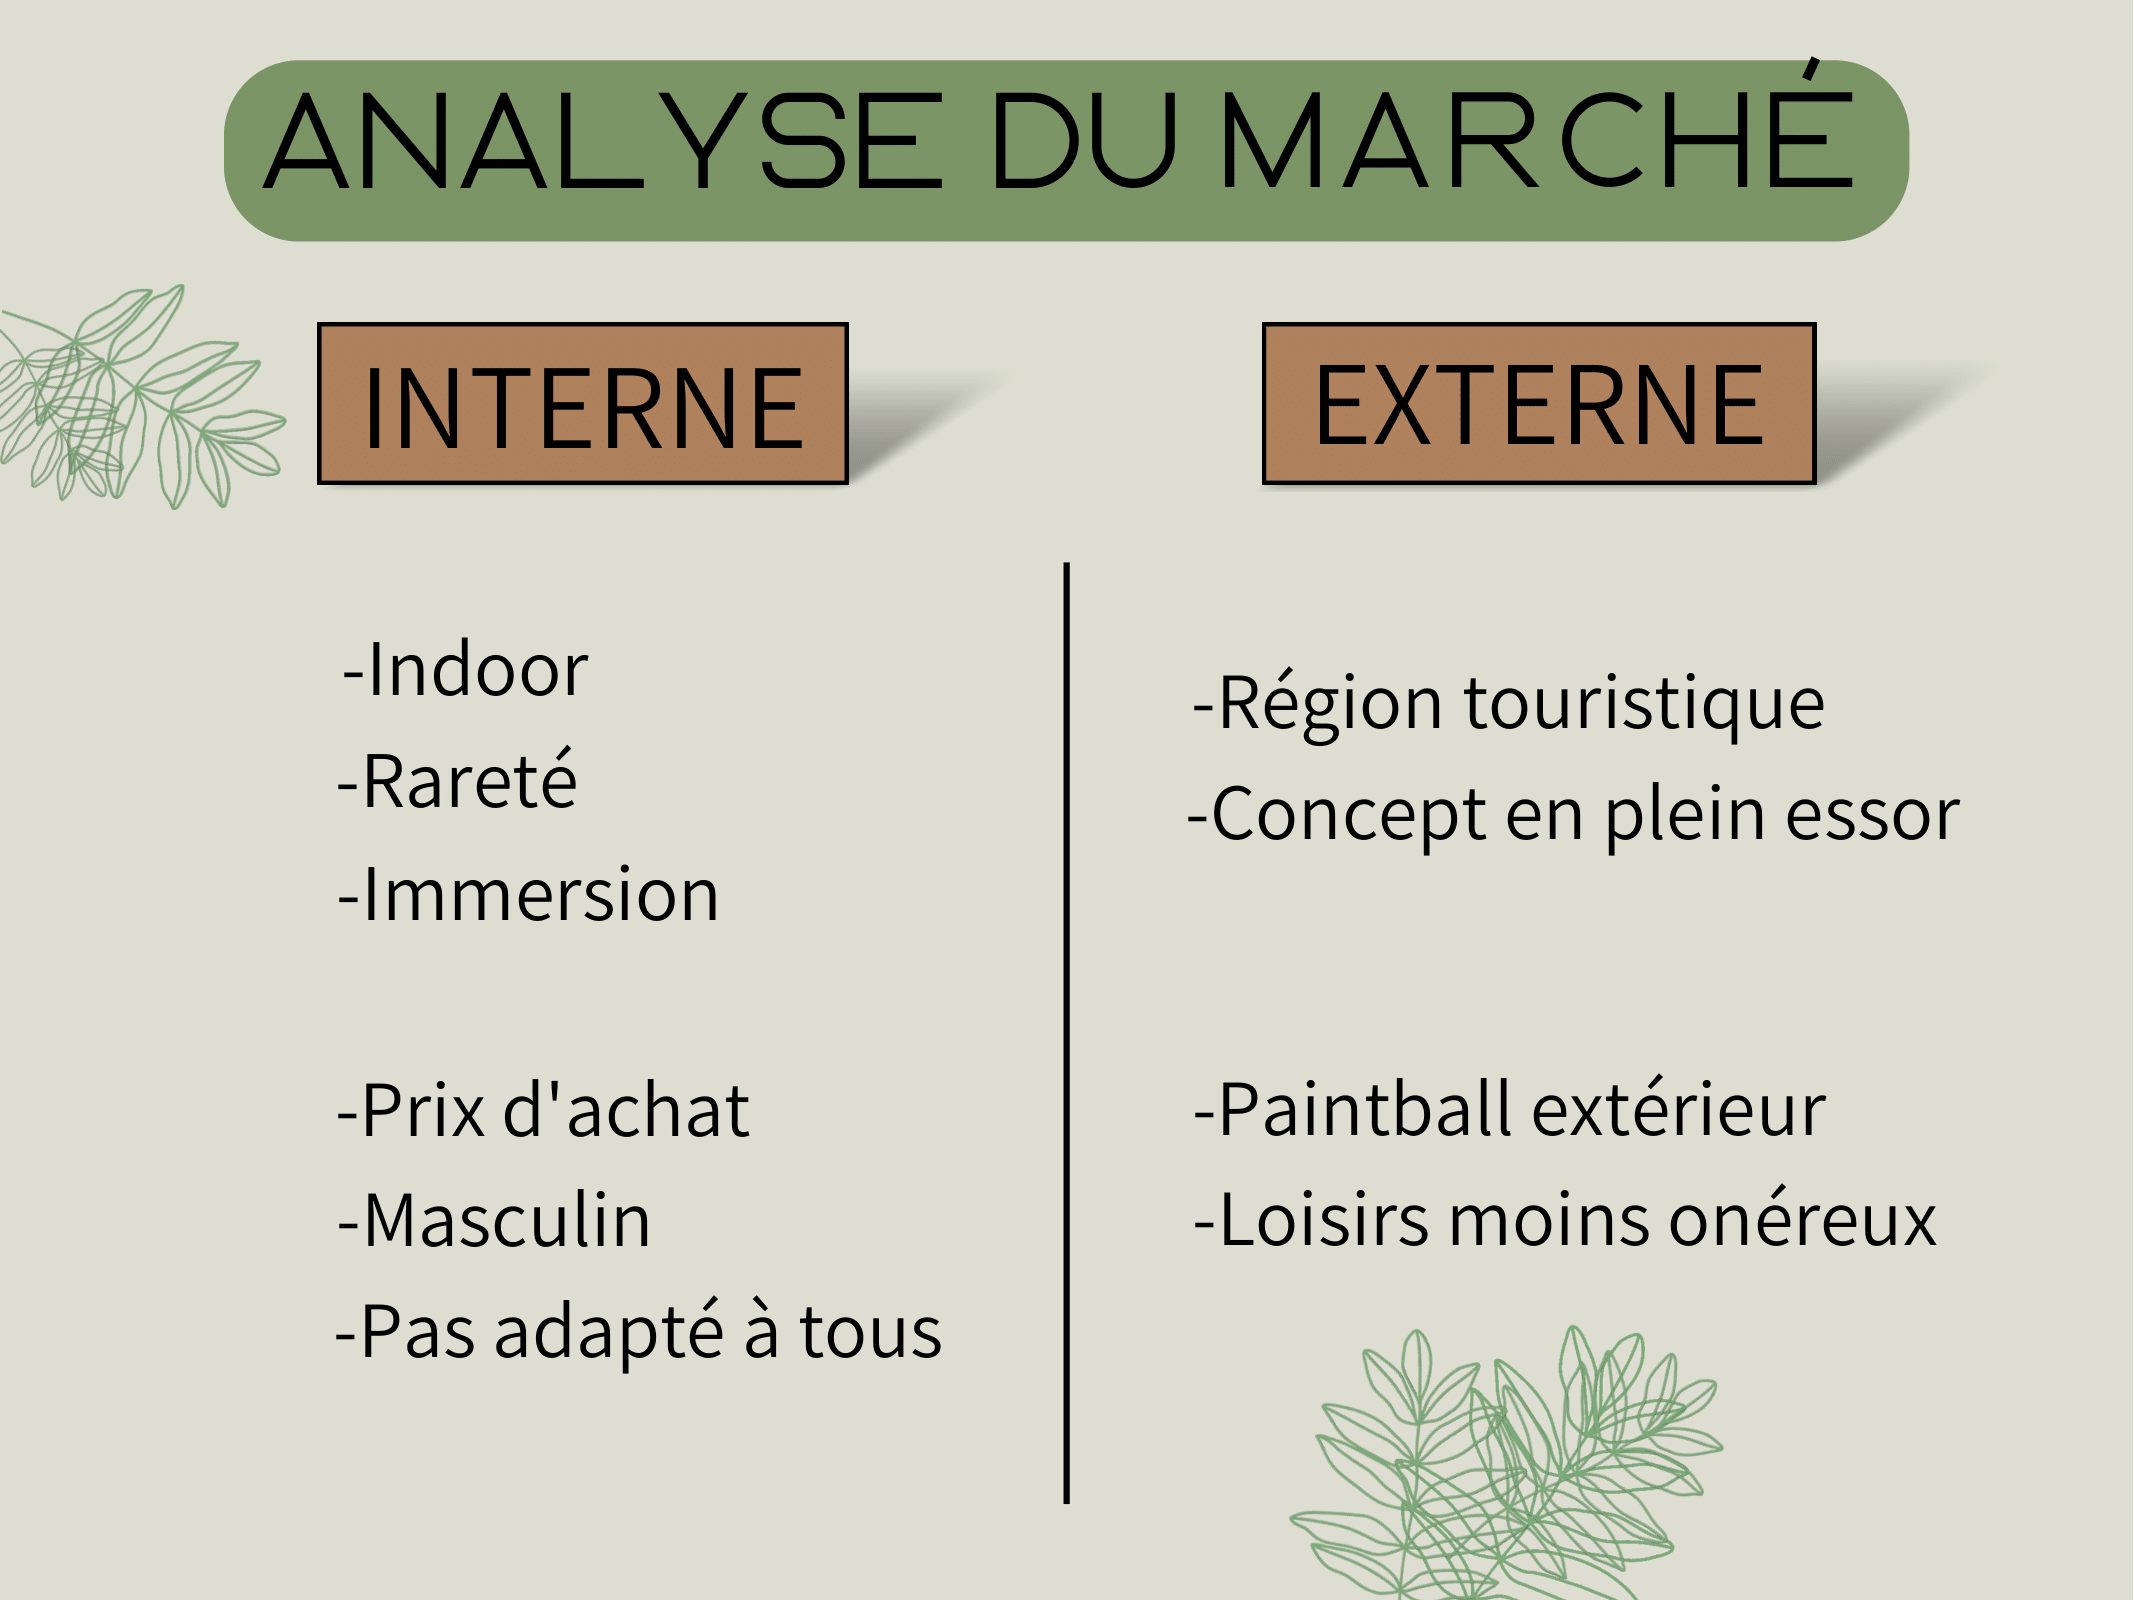 ANALYSE DU MARCHÉ
INTERNE
-Indoor
-Rareté
-Immersion
-Prix d'achat
-Masculin
-Pas adapté à tous
EXTERNE
-Région touristique
-Concept en plein essor
-Paintball extérieur
-Loisirs moins onéreux